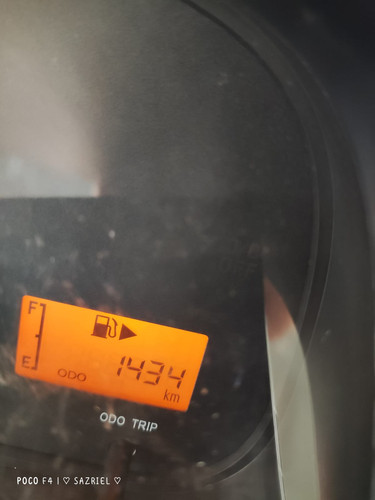 F
E
ODO
1434
km
ODO TRIP
POCO F4 | ♡ SAZRIEL ♡